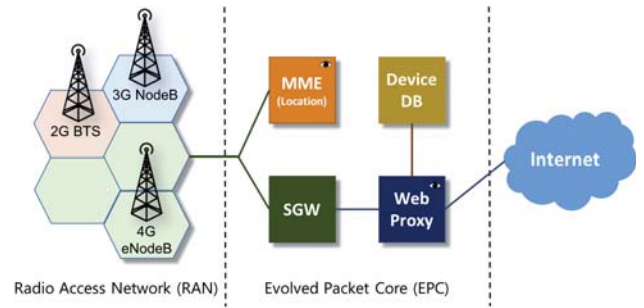 3G NodeB
2G BTS
4G
eNodeB
MME
(Location)
Device
DB
SGW
Web
Proxy
Internet
Radio Access Network (RAN)
Evolved Packet Core (EPC)